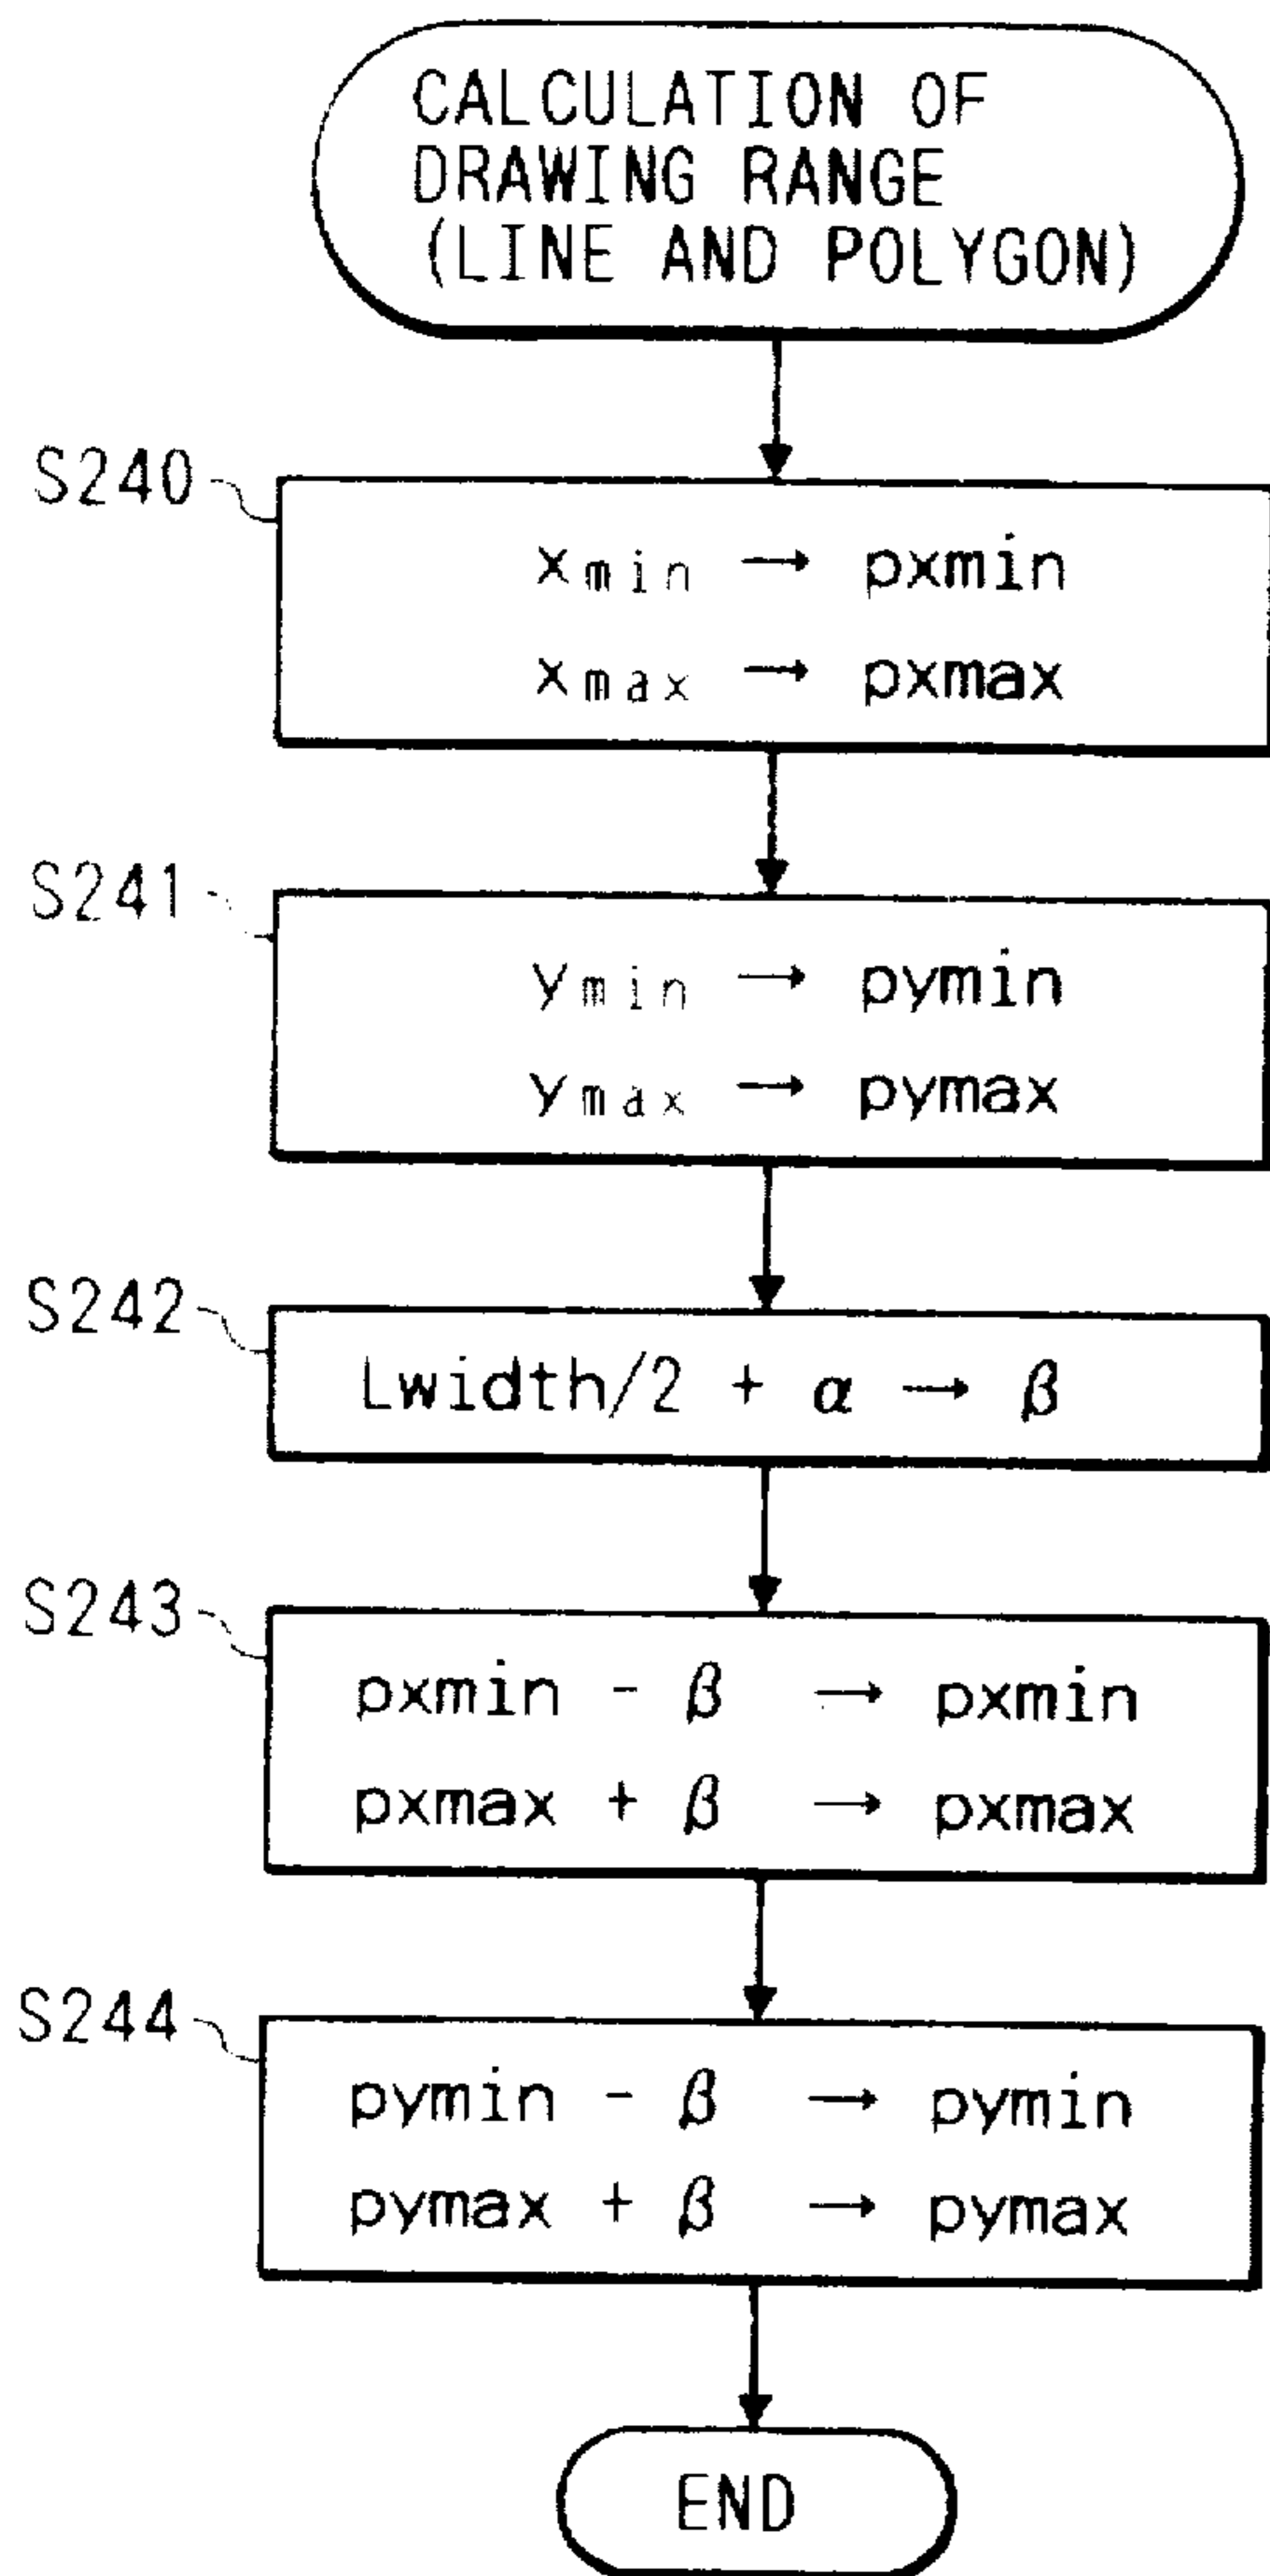 CALCULATION OF
DRAWING RANGE
(LINE AND POLYGON)
S240
xmin → pxmin
xmax → pxmax
S241
ymin → pymin
ymax → pymax
S242
Lwidth/2 + α → β
S243
pxmin - β → pxmin
pxmax + β → pxmax
S244
pymin - β → pymin
pymax + β → pymax
END